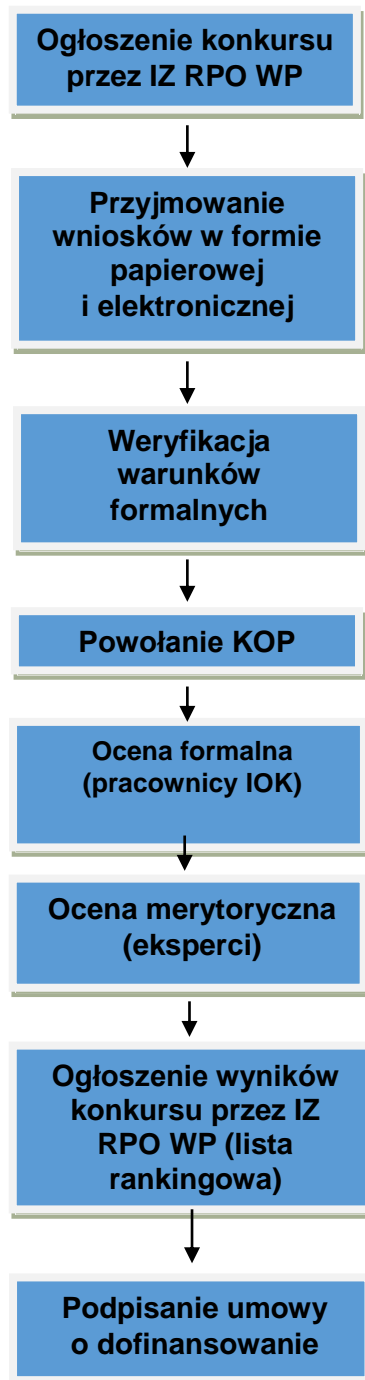 Ogłoszenie konkursu
przez IZ RPO WP
Przyjmowanie
wniosków w formie
papierowej
i elektronicznej
Weryfikacja
warunków
formalnych
Powołanie KOP
Ocena formalna
(pracownicy IOK)
Ocena merytoryczna
(eksperci)
Ogłoszenie wyników
konkursu przez IZ
RPO WP (lista
rankingowa)
Podpisanie umowy
o dofinansowanie